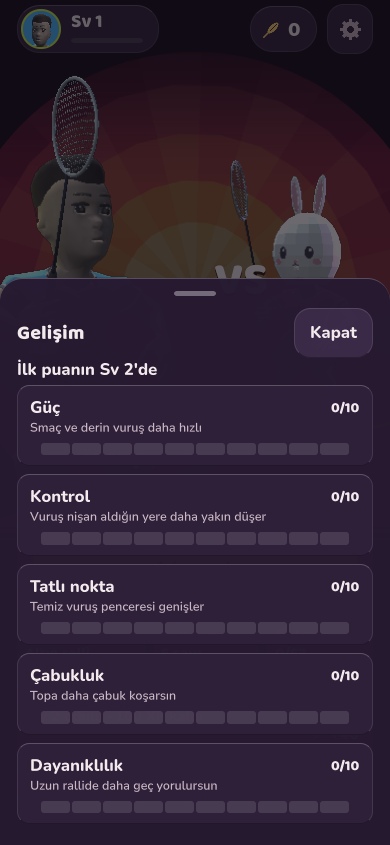 Sv 1
0
VS
Gelişim
Kapat
İlk puanın Sv 2'de
Güç
0/10
Smaç ve derin vuruş daha hızlı
Kontrol
0/10
Vuruş nişan aldığın yere daha yakın düşer
Tatlı nokta
0/10
Temiz vuruş penceresi genişler
Çabukluk
0/10
Topa daha çabuk koşarsın
Dayanıklılık
0/10
Uzun rallide daha geç yorulursun